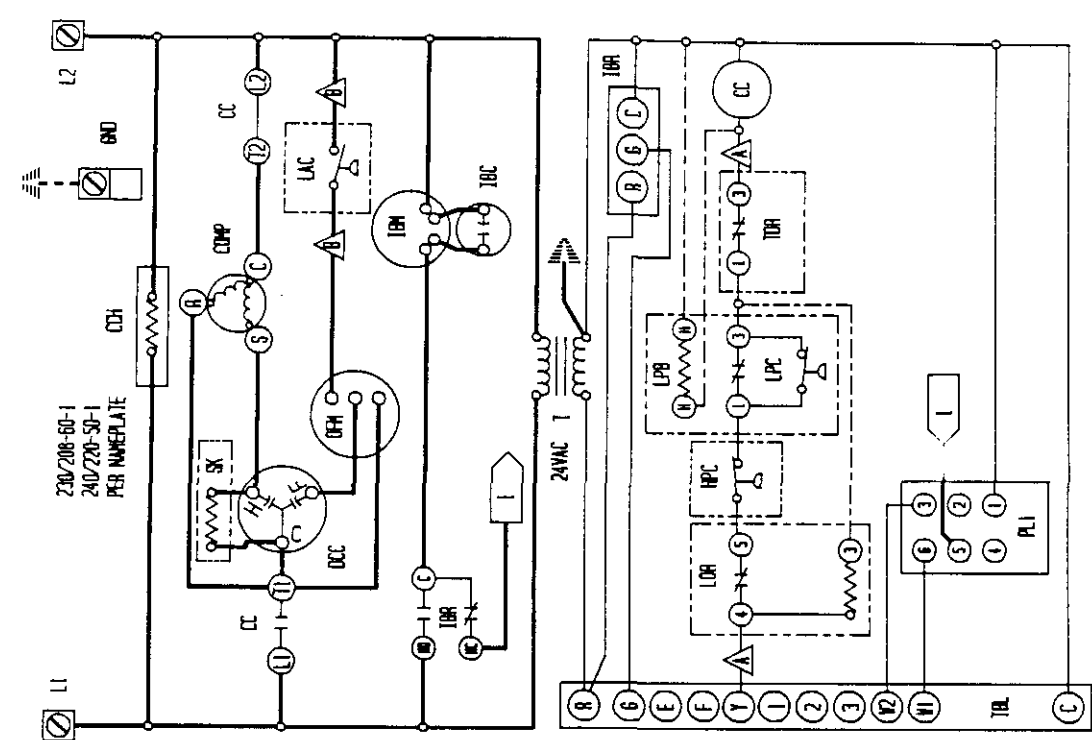 L1
L2
GND
230/208-60-1
240/220-50-1
PER NAMEPLATE
CCH
COMP
R
S
C
CC
T2
L2
SK
H
C
F
DCC
CC
L1
T1
OFM
LAC
B
B
IBM
IBC
IBR
NO
C
NC
1
24VAC T
IBR
R
G
C
CC
A
TDR
1
3
LPB
H
H
LPC
1
3
HPC
LOR
4
5
3
A
1
PL1
6
3
5
2
4
1
R
G
E
F
Y
1
2
3
W2
W1
TBL
C